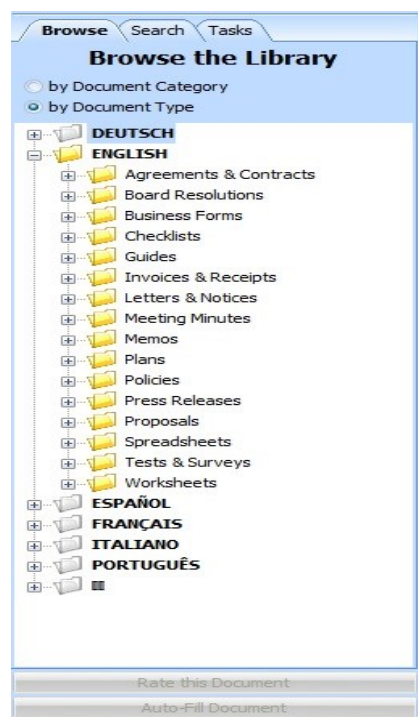 Browse Search Tasks
Browse the Library
by Document Category
by Document Type
DEUTSCH
ENGLISH
Agreements & Contracts
Board Resolutions
Business Forms
Checklists
Guides
Invoices & Receipts
Letters & Notices
Meeting Minutes
Memos
Plans
Policies
Press Releases
Proposals
Spreadsheets
Tests & Surveys
Worksheets
ESPAÑOL
FRANÇAIS
ITALIANO
PORTUGUÊS
Rate this Document
Auto-Fill Document